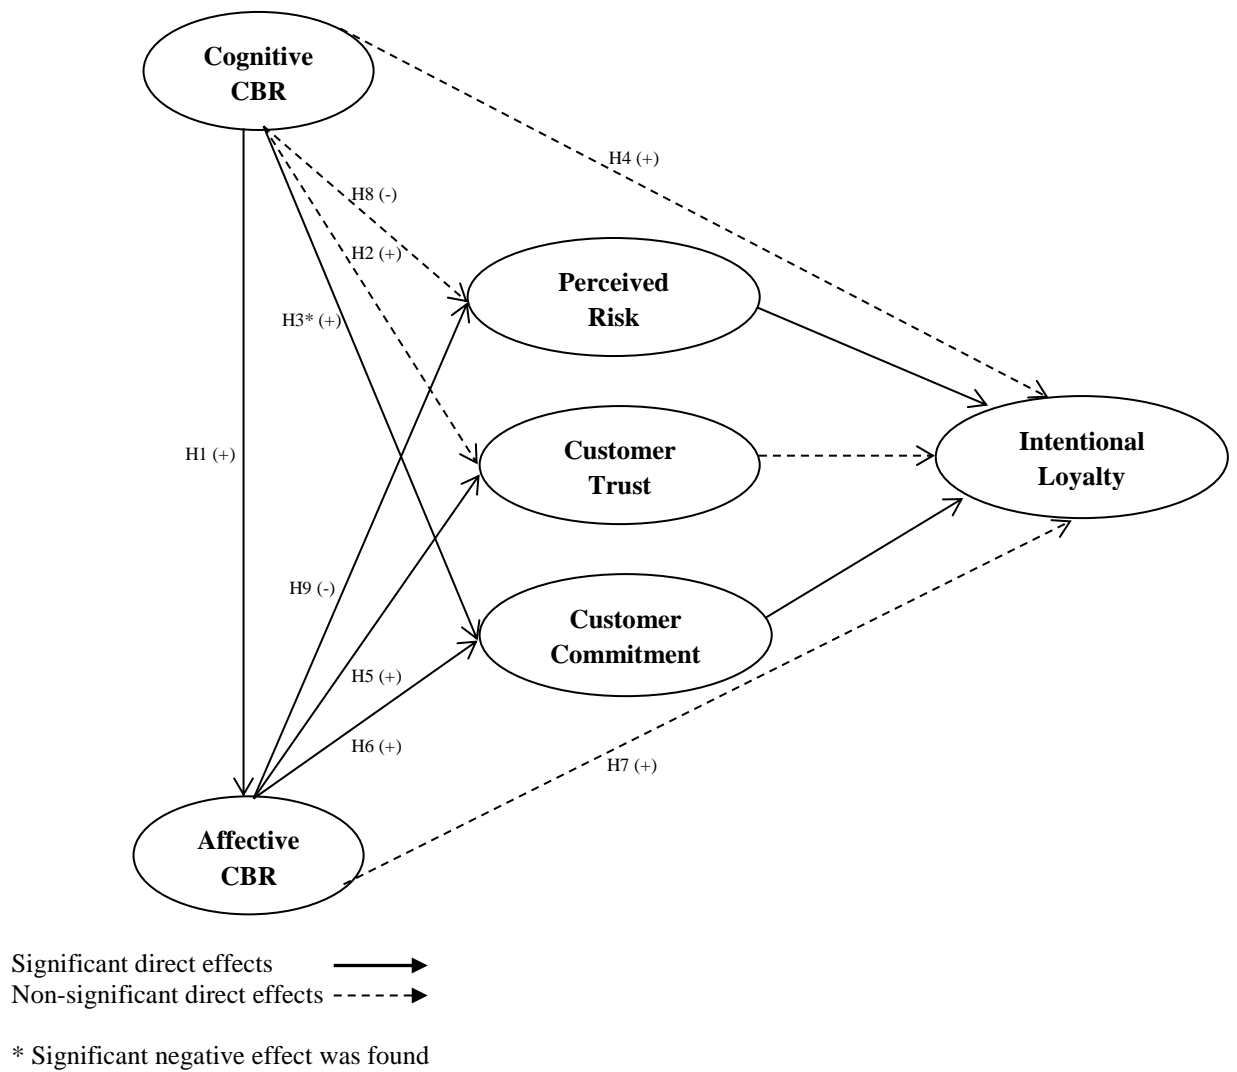 Cognitive
CBR
H4 (+)
H8 (-)
H2 (+)
H3* (+)
Perceived
Risk
Customer
Trust
Intentional
Loyalty
H1 (+)
H9 (-)
Customer
Commitment
H5 (+)
H6 (+)
H7 (+)
Affective
CBR
Significant direct effects
Non-significant direct effects
* Significant negative effect was found